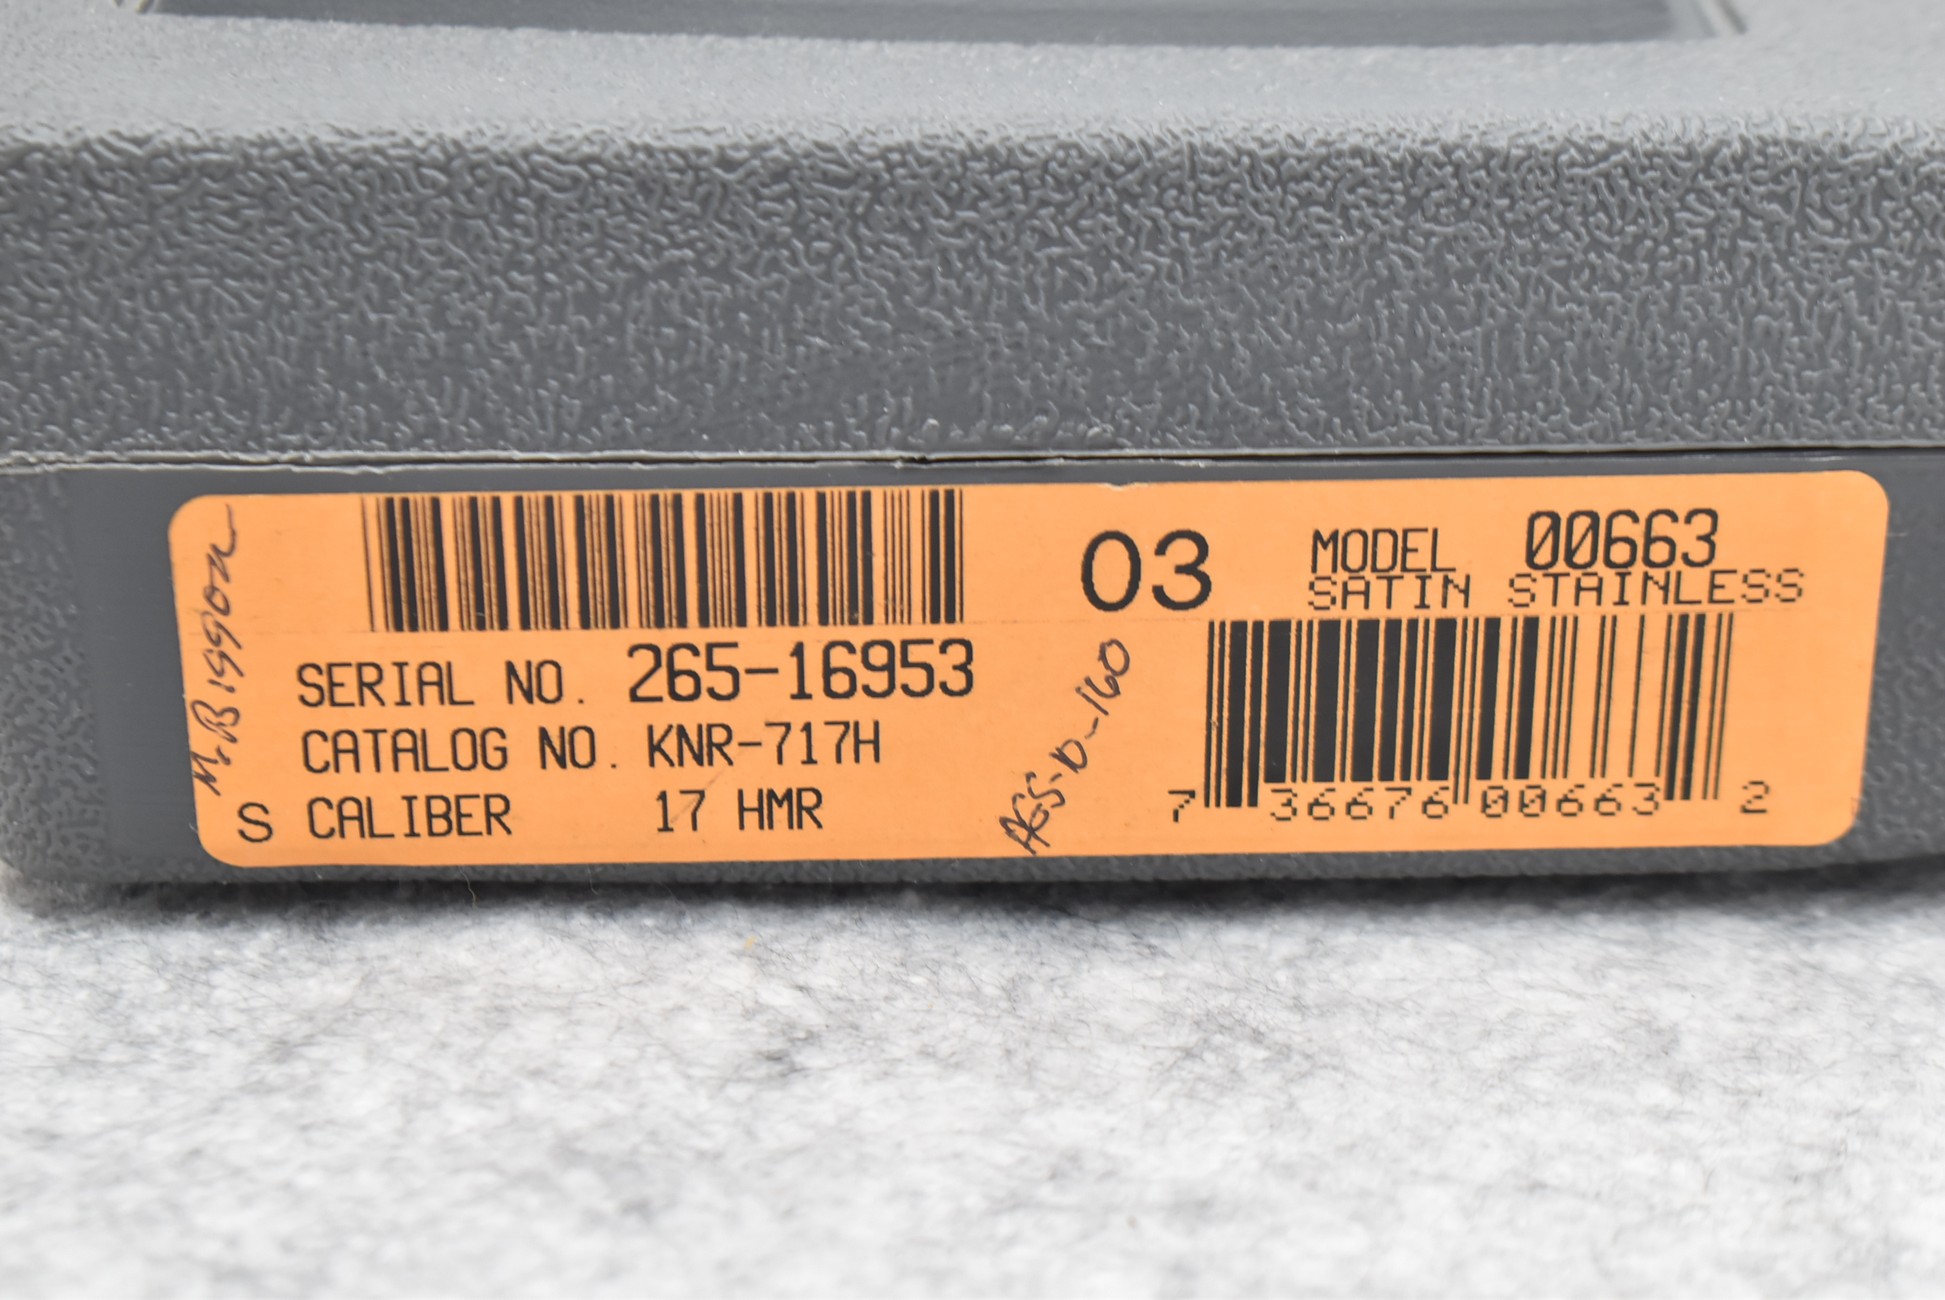 03
MODEL 00663
SATIN STAINLESS
SERIAL NO. 265-16953
CATALOG NO. KNR-717H
S CALIBER 17 HMR
7 36676 00663 2